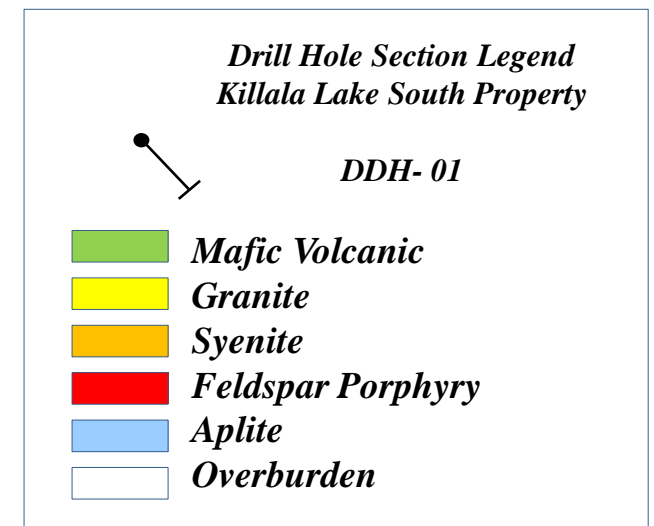 Drill Hole Section Legend
Killala Lake South Property
DDH- 01
Mafic Volcanic
Granite
Syenite
Feldspar Porphyry
Aplite
Overburden